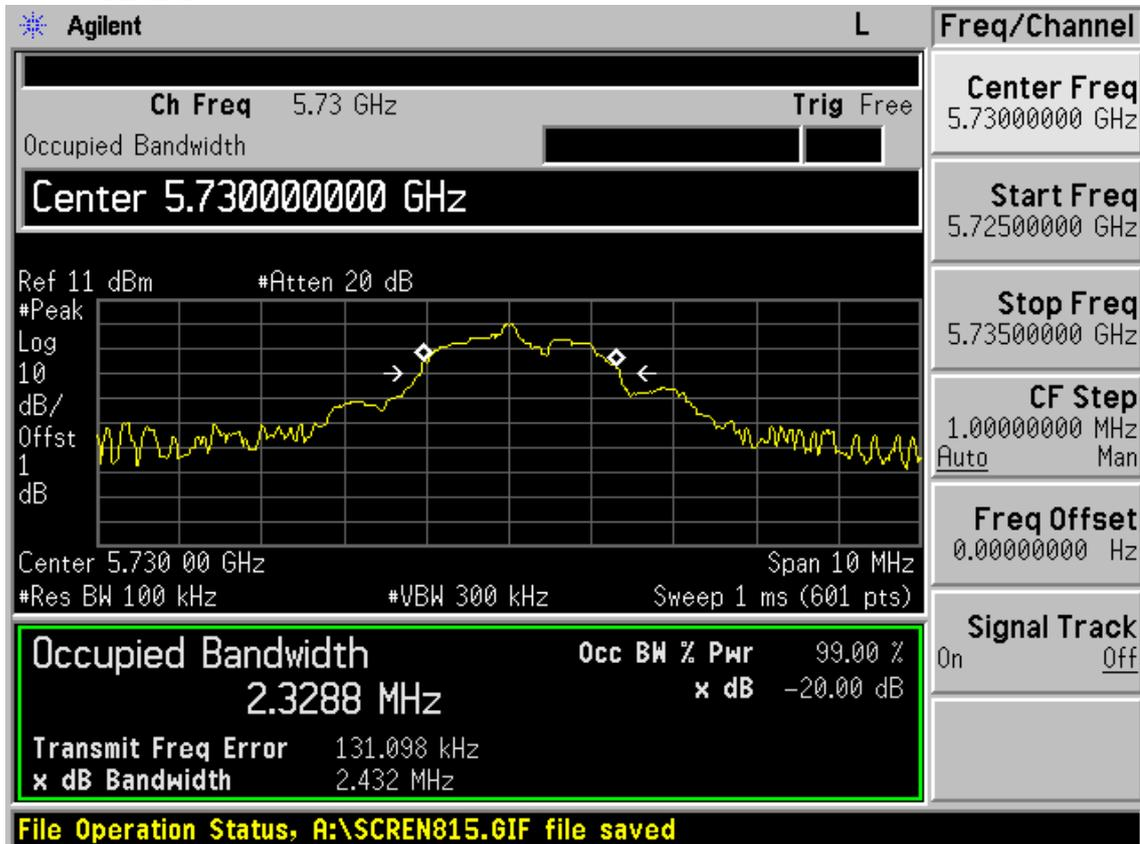 Agilent L
Ch Freq 5.73 GHz Trig Free
Occupied Bandwidth
Center 5.730000000 GHz
Ref 11 dBm #Atten 20 dB
#Peak
Log
10
dB/
Offst
1
dB
Center 5.730 00 GHz Span 10 MHz
#Res BW 100 kHz #VBW 300 kHz Sweep 1 ms (601 pts)
Occupied Bandwidth Occ BW % Pwr 99.00 %
2.3288 MHz x dB -20.00 dB
Transmit Freq Error 131.098 kHz
x dB Bandwidth 2.432 MHz
File Operation Status, A:\SCREN815.GIF file saved
Freq/Channel
Center Freq
5.73000000 GHz
Start Freq
5.72500000 GHz
Stop Freq
5.73500000 GHz
CF Step
1.00000000 MHz
Auto Man
Freq Offset
0.00000000 Hz
Signal Track
On Off